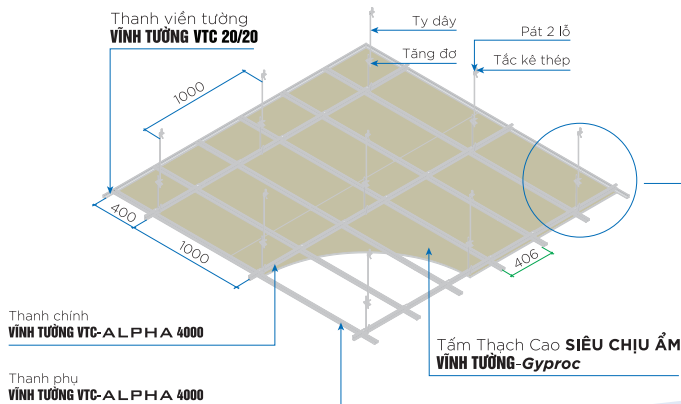 Thanh viền tường
VĨNH TƯỜNG VTC 20/20
Ty dây
Tăng đơ
Pát 2 lỗ
Tắc kê thép
1000
400
1000
406
Thanh chính
VĨNH TƯỜNG VTC-ALPHA 4000
Tấm Thạch Cao SIÊU CHỊU ẨM
VĨNH TƯỜNG-Gyproc
Thanh phụ
VĨNH TƯỜNG VTC-ALPHA 4000